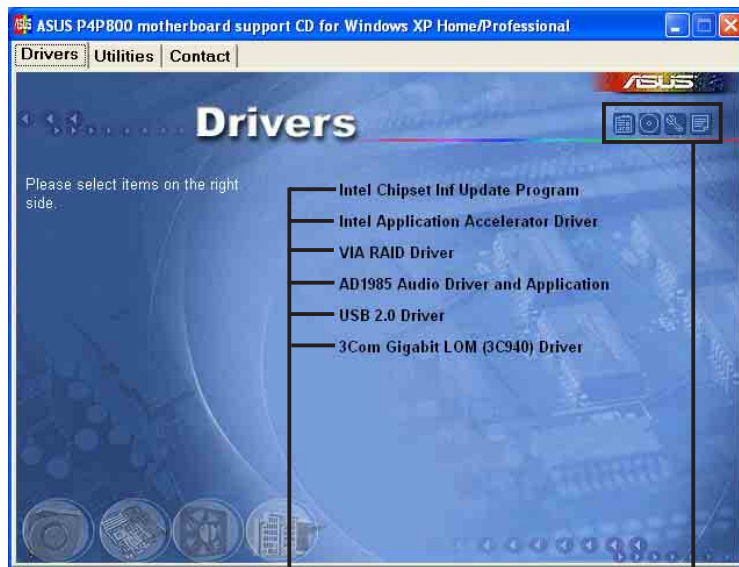 ASUS P4P800 motherboard support CD for Windows XP Home/Professional
Drivers Utilities Contact
ASUS
Drivers
Please select items on the right
side.
Intel Chipset Inf Update Program
Intel Application Accelerator Driver
VIA RAID Driver
AD1985 Audio Driver and Application
USB 2.0 Driver
3Com Gigabit LOM (3C940) Driver